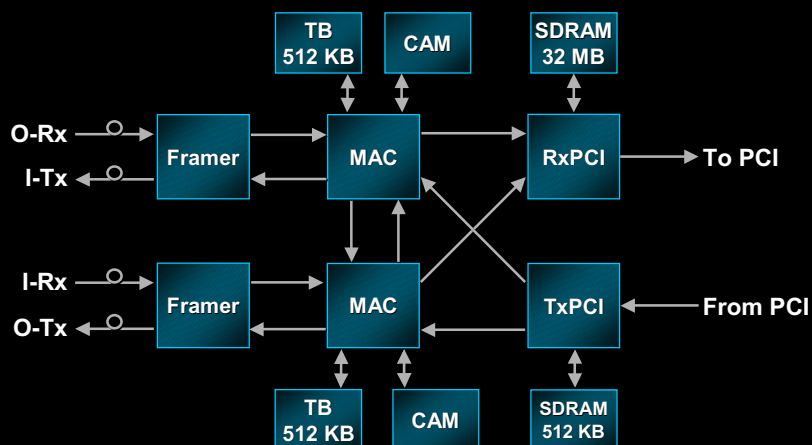 TB
512 KB
CAM
SDRAM
32 MB
O-Rx
I-Tx
Framer
MAC
RxPCI
To PCI
I-Rx
O-Tx
Framer
MAC
TxPCI
From PCI
TB
512 KB
CAM
SDRAM
512 KB